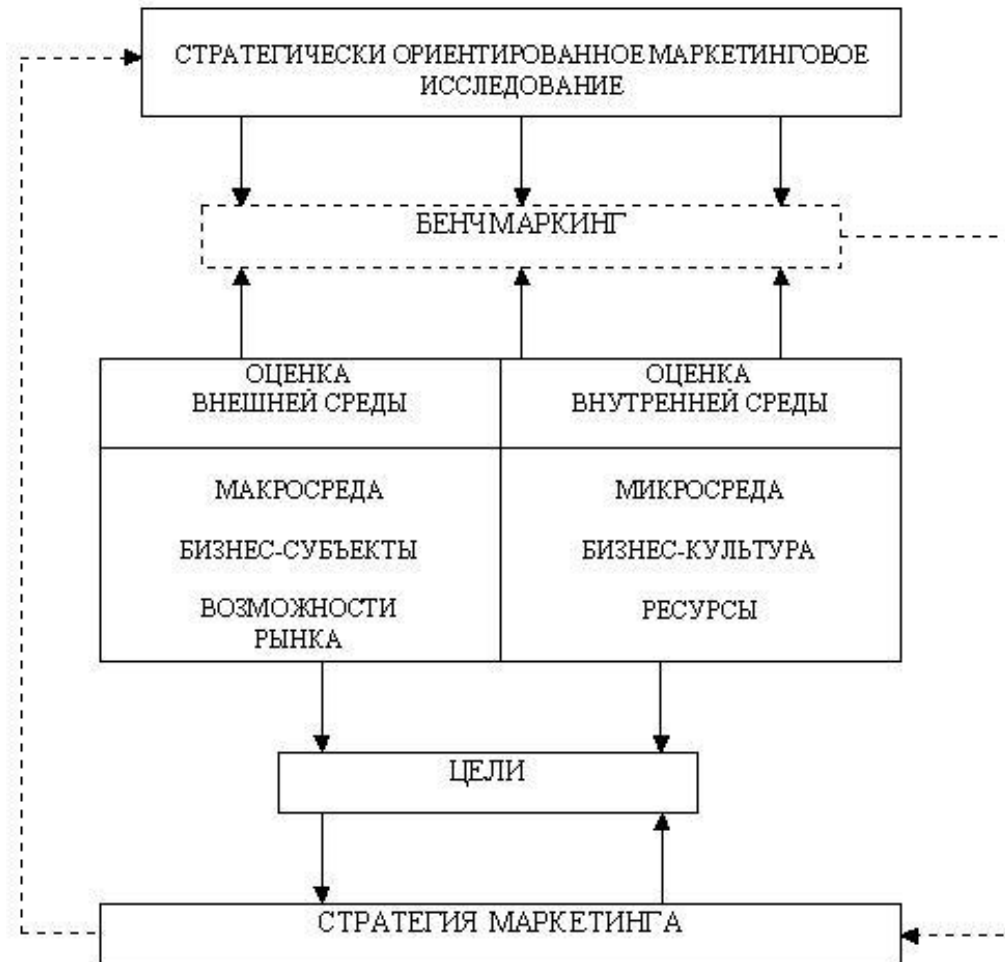 СТРАТЕГИЧЕСКИ ОРИЕНТИРОВАННОЕ МАРКЕТИНГОВОЕ
ИССЛЕДОВАНИЕ
БЕНЧМАРКИНГ
ОЦЕНКА
ВНЕШНЕЙ СРЕДЫ
ОЦЕНКА
ВНУТРЕННЕЙ СРЕДЫ
МАКРОСРЕДА
БИЗНЕС-СУБЪЕКТЫ
ВОЗМОЖНОСТИ
РЫНКА
МИКРОСРЕДА
БИЗНЕС-КУЛЬТУРА
РЕСУРСЫ
ЦЕЛИ
СТРАТЕГИЯ МАРКЕТИНГА